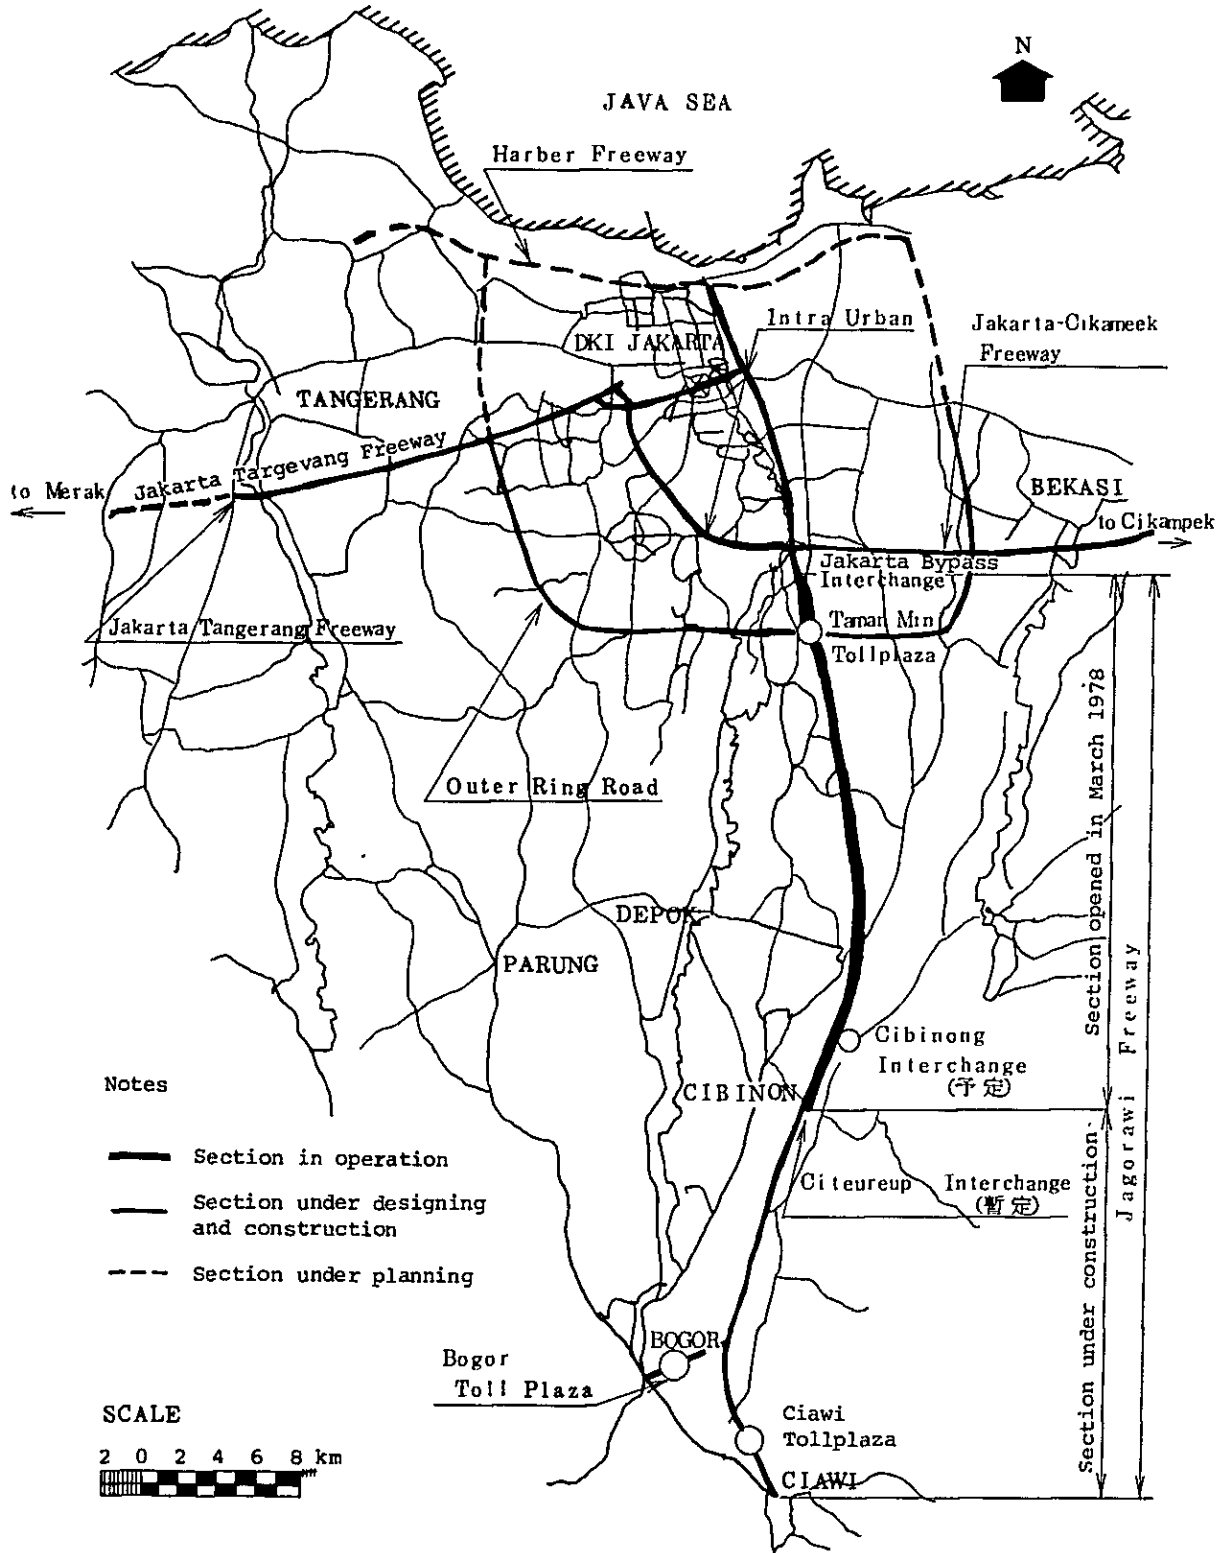 N
JAVA SEA
Harber Freeway
Intra Urban
Jakarta-Cikameek
Freeway
DKI JAKARTA
TANGERANG
Jakarta Targevang Freeway
to Merak
BEKASI
to Cikampek
Jakarta Bypass
Interchange
Jakarta Tangerang Freeway
Taman Min
Tollplaza
Outer Ring Road
Section opened in March 1978
DEPOK
PARUNG
Jagorawi Freeway
Cibinong
Interchange
(予定)
CIBINON
Notes
Section in operation
Citeureup Interchange
(暫定)
Section under designing
and construction
Section under planning
Section under construction
BOGOR
Bogor
Toll Plaza
SCALE
2 0 2 4 6 8 km
Ciawi
Tollplaza
CIAWI